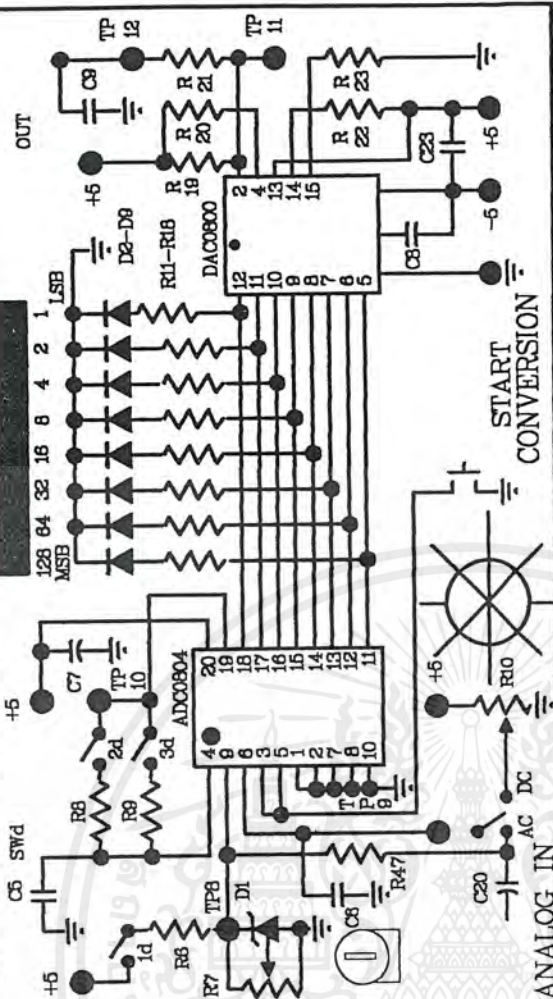 OUT
TP
12
TP
11
C9
R
21
R
20
R
19
+5
R
23
R
22
C23
+5
-5
C8
D2-D9
R11-R18
DAC0800
2
4
13
14
15
12
11
10
9
8
7
6
5
1
LSB
2
4
8
16
32
64
128
MSB
START
CONVERSION
+5
C7
TP
10
ADC0804
20
19
18
17
16
15
14
13
12
11
4
9
6
3
5
1
2
7
8
10
T
P
9
C5
SWd
2d
3d
R8
R9
+5
1d
R6
TP8
D1
R7
C6
R47
+5
R10
DC
AC
C20
ANALOG IN